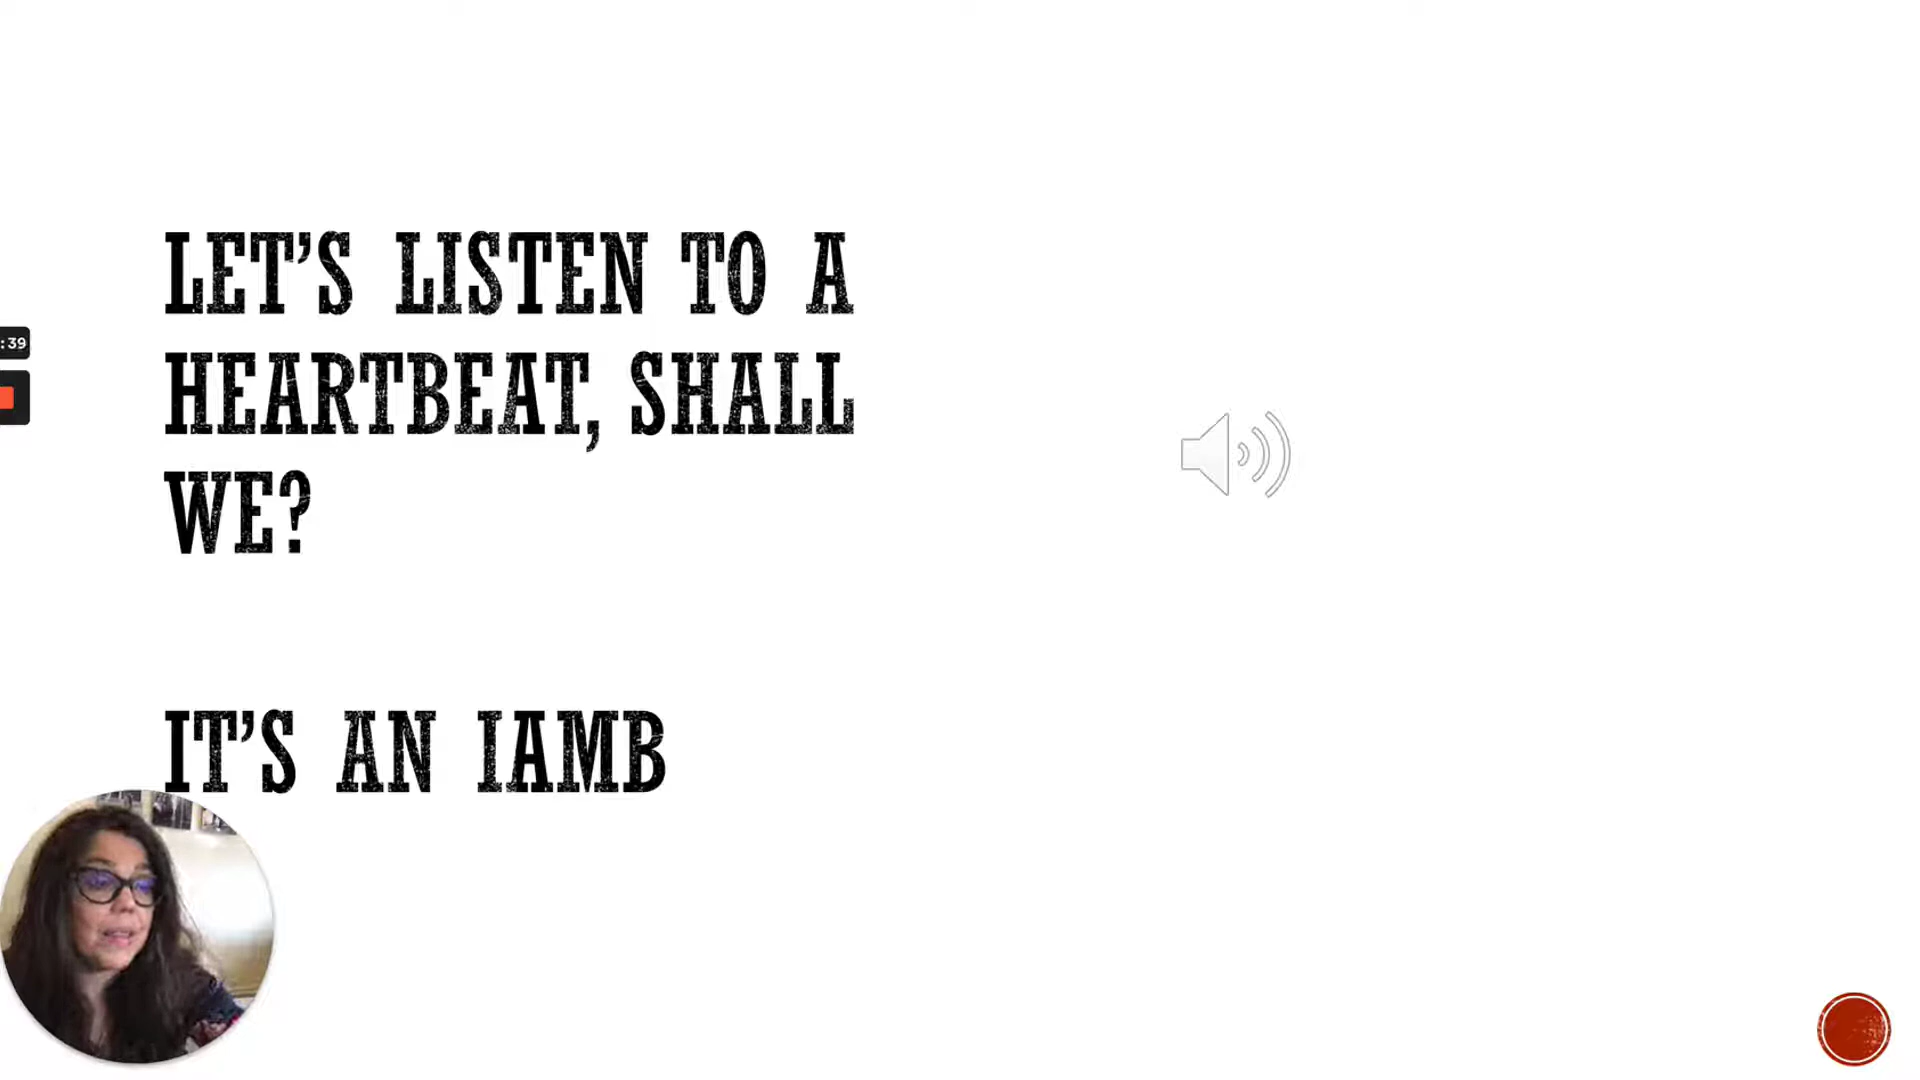 LET'S LISTEN TO A
HEARTBEAT, SHALL
WE?
:39
IT'S AN IAMB